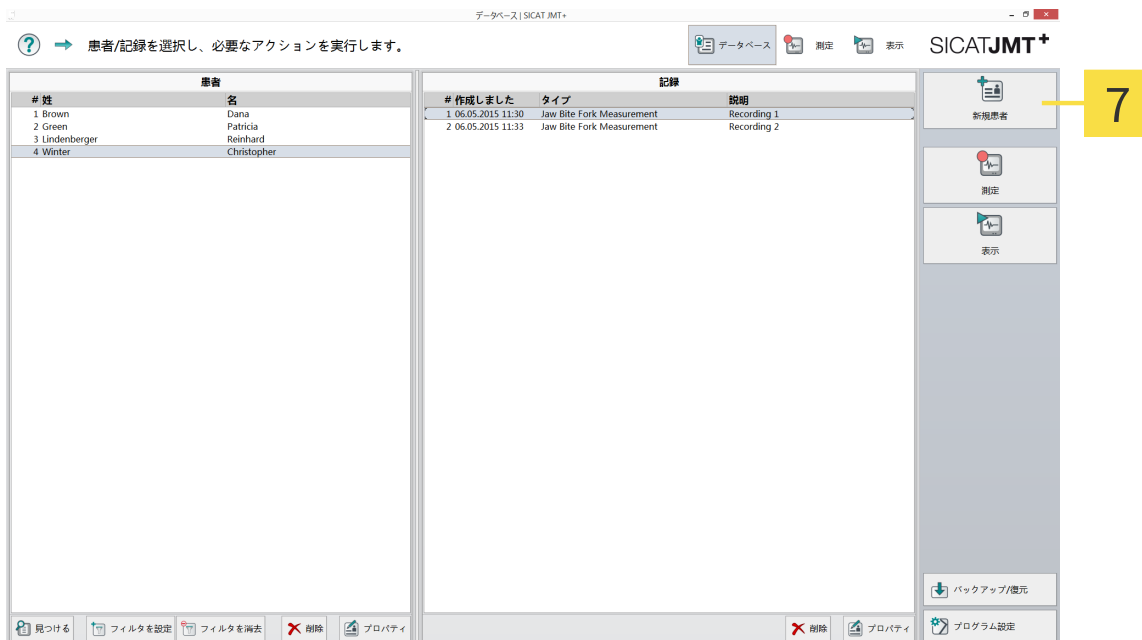 データベース | SICAT JMT+
患者/記録を選択し、必要なアクションを実行します。
データベース
測定
表示
SICATJMT+
患者
# 姓 名
1 Brown Dana
2 Green Patricia
3 Lindenberger Reinhard
4 Winter Christopher
記録
# 作成しました タイプ 説明
1 06.05.2015 11:30 Jaw Bite Fork Measurement Recording 1
2 06.05.2015 11:33 Jaw Bite Fork Measurement Recording 2
新規患者
7
測定
表示
バックアップ/復元
プログラム設定
見つける
フィルタを設定
フィルタを消去
削除
プロパティ
削除
プロパティ